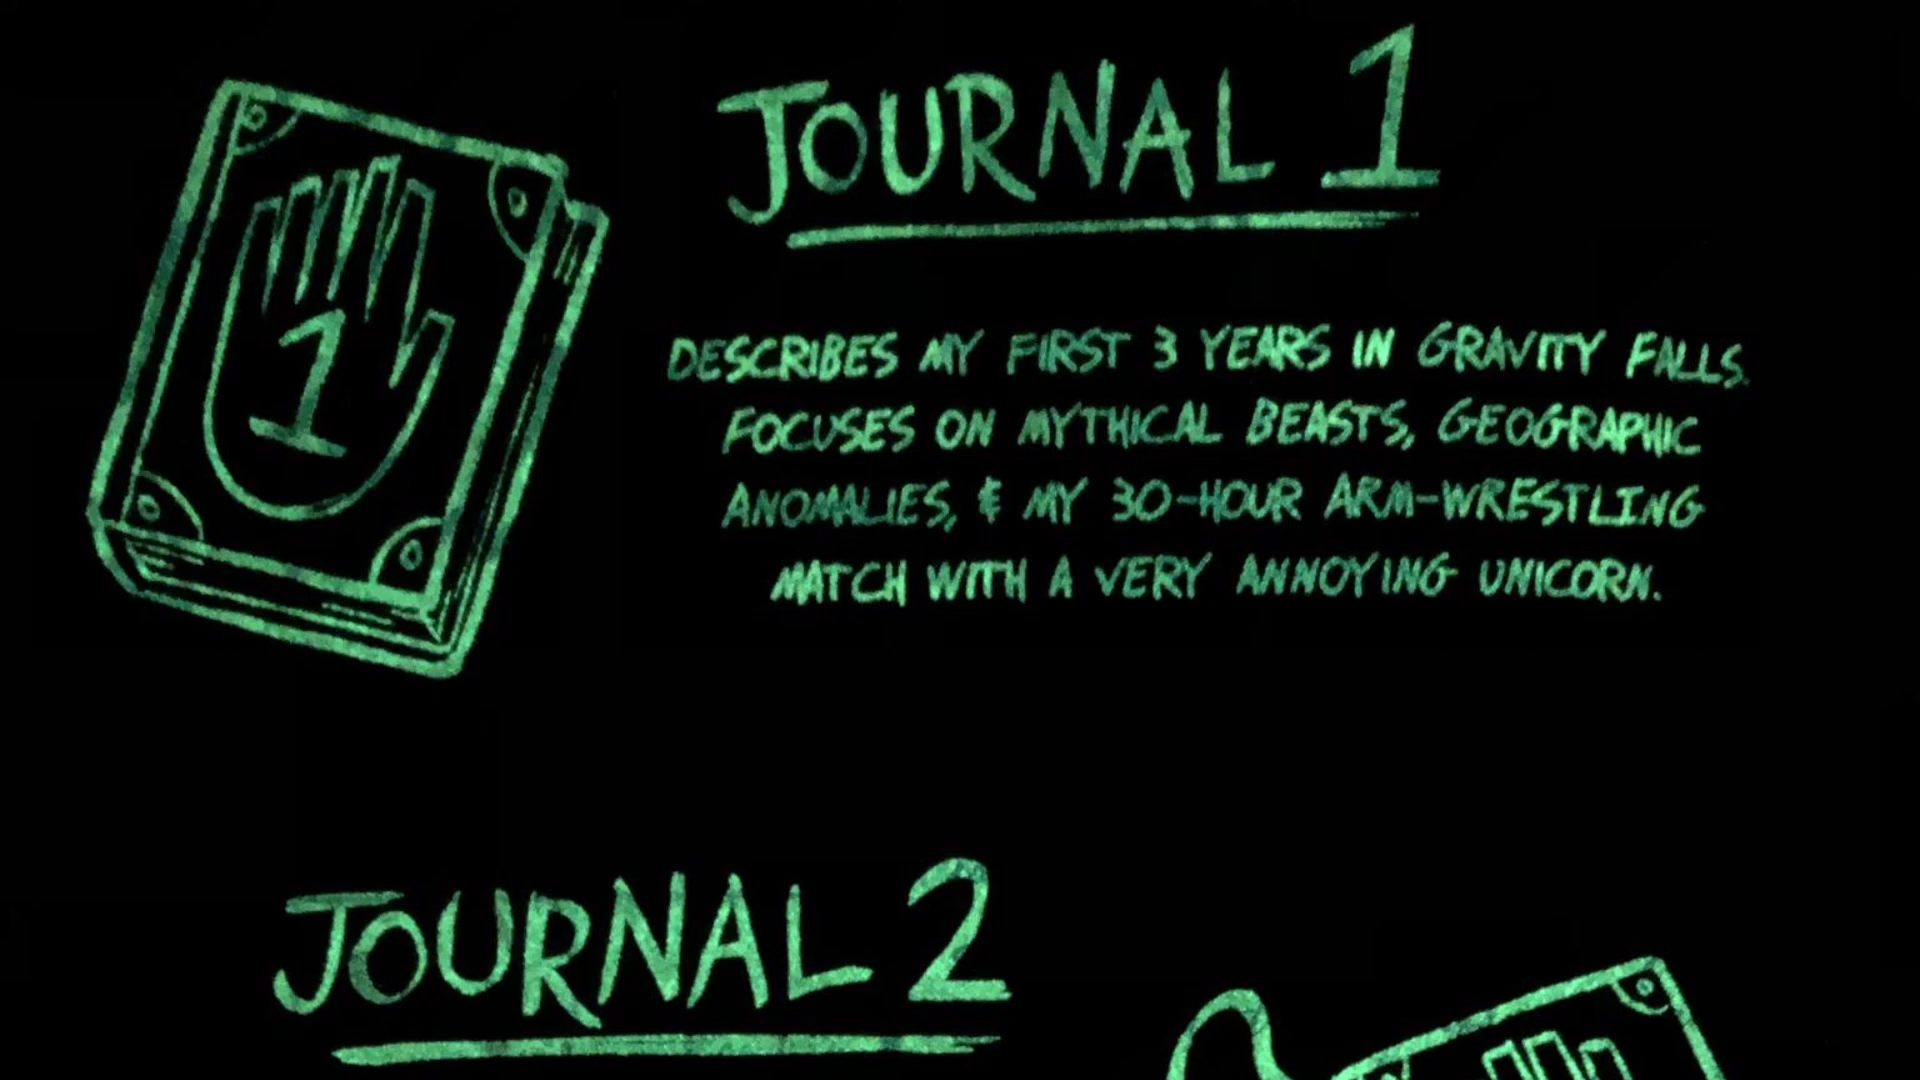 JOURNAL 1
1
DESCRIBES MY FIRST 3 YEARS IN GRAVITY FALLS.
FOCUSES ON MYTHICAL BEASTS, GEOGRAPHIC
ANOMALIES, & MY 30-HOUR ARM-WRESTLING
MATCH WITH A VERY ANNOYING UNICORN.
JOURNAL 2